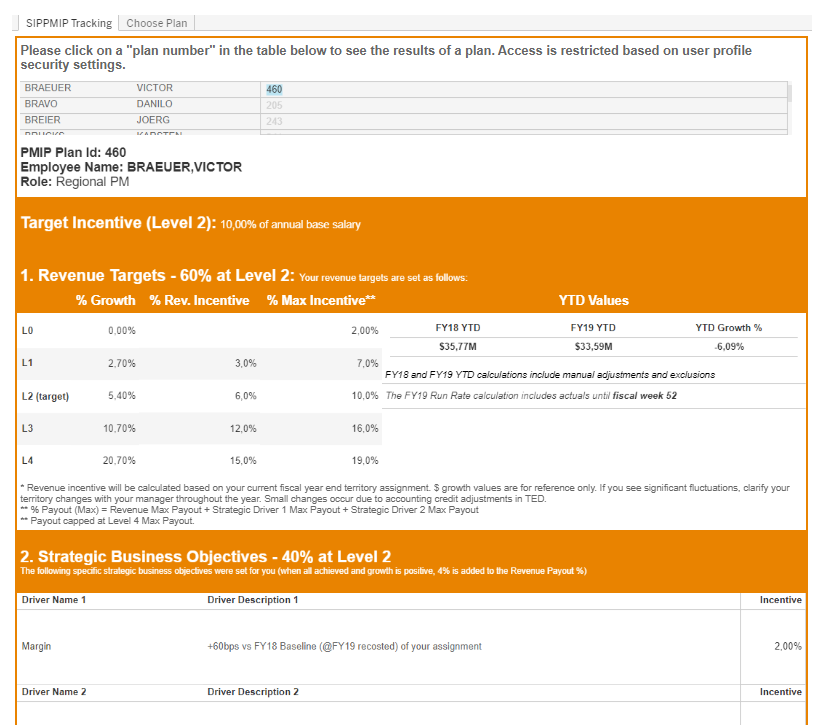 SIPPMIP Tracking Choose Plan
Please click on a "plan number" in the table below to see the results of a plan. Access is restricted based on user profile
security settings.
BRAEUER VICTOR 460
BRAVO DANILO 205
BREIER JOERG 243
PMIP Plan Id: 460
Employee Name: BRAEUER,VICTOR
Role: Regional PM
Target Incentive (Level 2): 10,00% of annual base salary
1. Revenue Targets - 60% at Level 2: Your revenue targets are set as follows:
% Growth % Rev. Incentive % Max Incentive** YTD Values
L0 0,00% 2,00% FY18 YTD FY19 YTD YTD Growth %
$35,77M $33,59M -6,09%
L1 2,70% 3,0% 7,0%
FY18 and FY19 YTD calculations include manual adjustments and exclusions
L2 (target) 5,40% 6,0% 10,0% The FY19 Run Rate calculation includes actuals until fiscal week 52
L3 10,70% 12,0% 16,0%
L4 20,70% 15,0% 19,0%
* Revenue incentive will be calculated based on your current fiscal year end territory assignment. $ growth values are for reference only. If you see significant fluctuations, clarify your
territory changes with your manager throughout the year. Small changes occur due to accounting credit adjustments in TED.
** % Payout (Max) = Revenue Max Payout + Strategic Driver 1 Max Payout + Strategic Driver 2 Max Payout
** Payout capped at Level 4 Max Payout.
2. Strategic Business Objectives - 40% at Level 2
The following specific strategic business objectives were set for you (when all achieved and growth is positive, 4% is added to the Revenue Payout %)
Driver Name 1 Driver Description 1 Incentive
Margin +60bps vs FY18 Baseline (@FY19 recosted) of your assignment 2,00%
Driver Name 2 Driver Description 2 Incentive